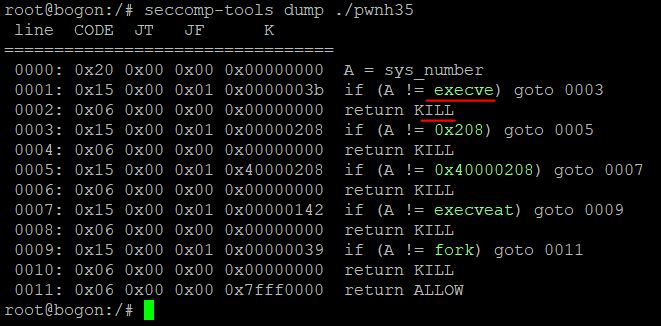 root@bogon:/# seccomp-tools dump ./pwnh35
 line  CODE  JT   JF      K
=================================
 0000: 0x20 0x00 0x00 0x00000000  A = sys_number
 0001: 0x15 0x00 0x01 0x0000003b  if (A != execve) goto 0003
 0002: 0x06 0x00 0x00 0x00000000  return KILL
 0003: 0x15 0x00 0x01 0x00000208  if (A != 0x208) goto 0005
 0004: 0x06 0x00 0x00 0x00000000  return KILL
 0005: 0x15 0x00 0x01 0x40000208  if (A != 0x40000208) goto 0007
 0006: 0x06 0x00 0x00 0x00000000  return KILL
 0007: 0x15 0x00 0x01 0x00000142  if (A != execveat) goto 0009
 0008: 0x06 0x00 0x00 0x00000000  return KILL
 0009: 0x15 0x00 0x01 0x00000039  if (A != fork) goto 0011
 0010: 0x06 0x00 0x00 0x00000000  return KILL
 0011: 0x06 0x00 0x00 0x7fff0000  return ALLOW
root@bogon:/#